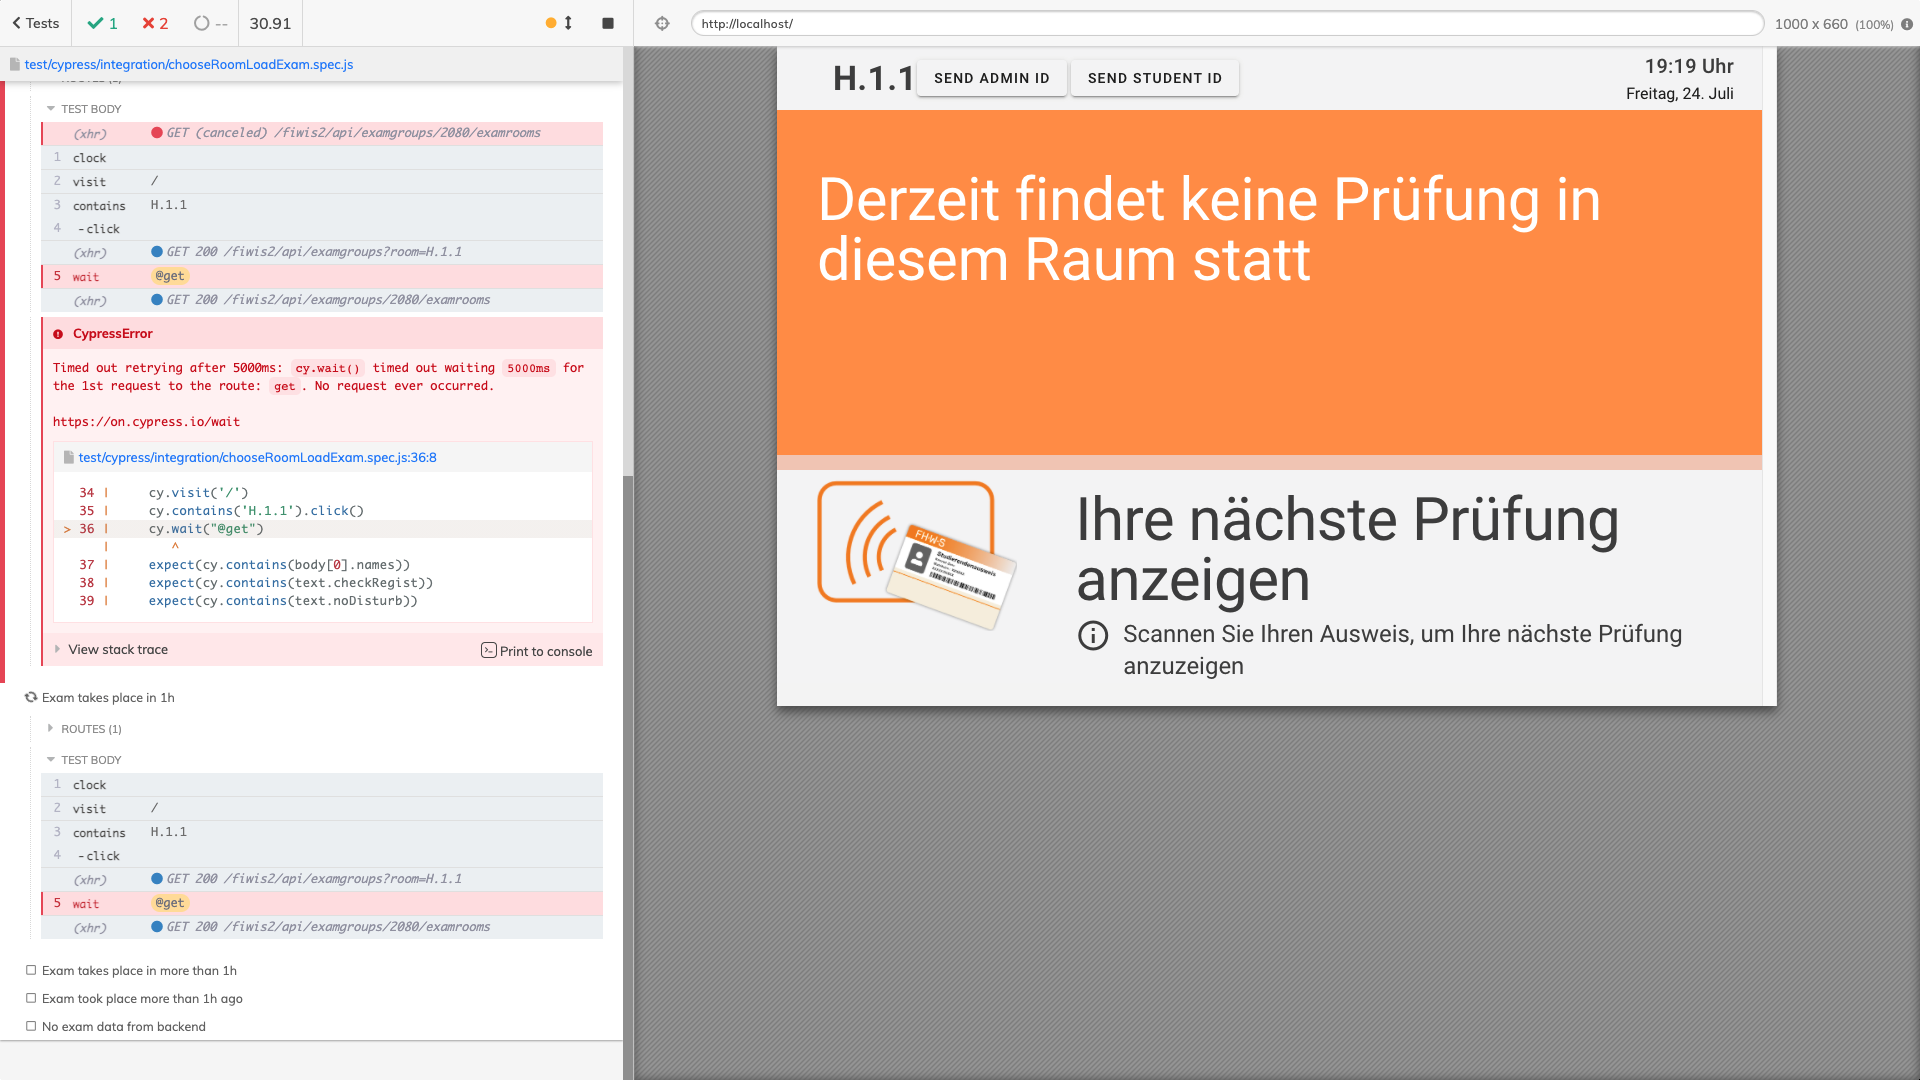 Tests
1
2
--
30.91
http://localhost/
1000 x 660 (100%)
test/cypress/integration/chooseRoomLoadExam.spec.js
TEST BODY
(xhr) GET (canceled) /fiwis2/api/examgroups/2080/examrooms
1 clock
2 visit /
3 contains H.1.1
4 - click
(xhr) GET 200 /fiwis2/api/examgroups?room=H.1.1
5 wait @get
(xhr) GET 200 /fiwis2/api/examgroups/2080/examrooms
CypressError
Timed out retrying after 5000ms: cy.wait() timed out waiting 5000ms for
the 1st request to the route: get. No request ever occurred.
https://on.cypress.io/wait
test/cypress/integration/chooseRoomLoadExam.spec.js:36:8
34 | cy.visit('/')
35 | cy.contains('H.1.1').click()
> 36 | cy.wait("@get")
| ^
37 | expect(cy.contains(body[0].names))
38 | expect(cy.contains(text.checkRegist))
39 | expect(cy.contains(text.noDisturb))
View stack trace
Print to console
Exam takes place in 1h
ROUTES (1)
TEST BODY
1 clock
2 visit /
3 contains H.1.1
4 - click
(xhr) GET 200 /fiwis2/api/examgroups?room=H.1.1
5 wait @get
(xhr) GET 200 /fiwis2/api/examgroups/2080/examrooms
Exam takes place in more than 1h
Exam took place more than 1h ago
No exam data from backend
H.1.1
SEND ADMIN ID
SEND STUDENT ID
19:19 Uhr
Freitag, 24. Juli
Derzeit findet keine Prüfung in
diesem Raum statt
FH-W-S
Studierendenausweis
Ihre nächste Prüfung
anzeigen
Scannen Sie Ihren Ausweis, um Ihre nächste Prüfung
anzuzeigen